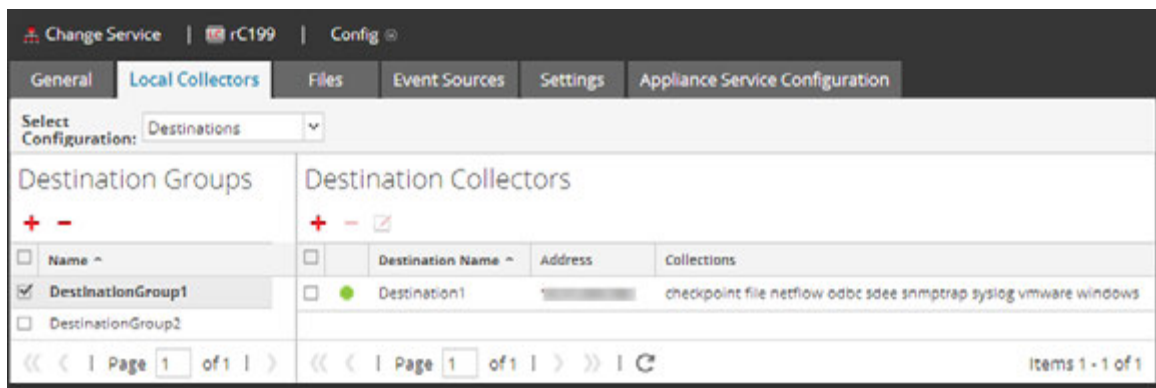 Change Service | LC rC199 | Config
General Local Collectors Files Event Sources Settings Appliance Service Configuration
Select Configuration: Destinations
Destination Groups
Name
DestinationGroup1
DestinationGroup2
Page 1 of 1
Destination Collectors
Destination Name Address Collections
Destination1 checkpoint file netflow odbc sdee snmptrap syslog vmware windows
Page 1 of 1
Items 1 - 1 of 1